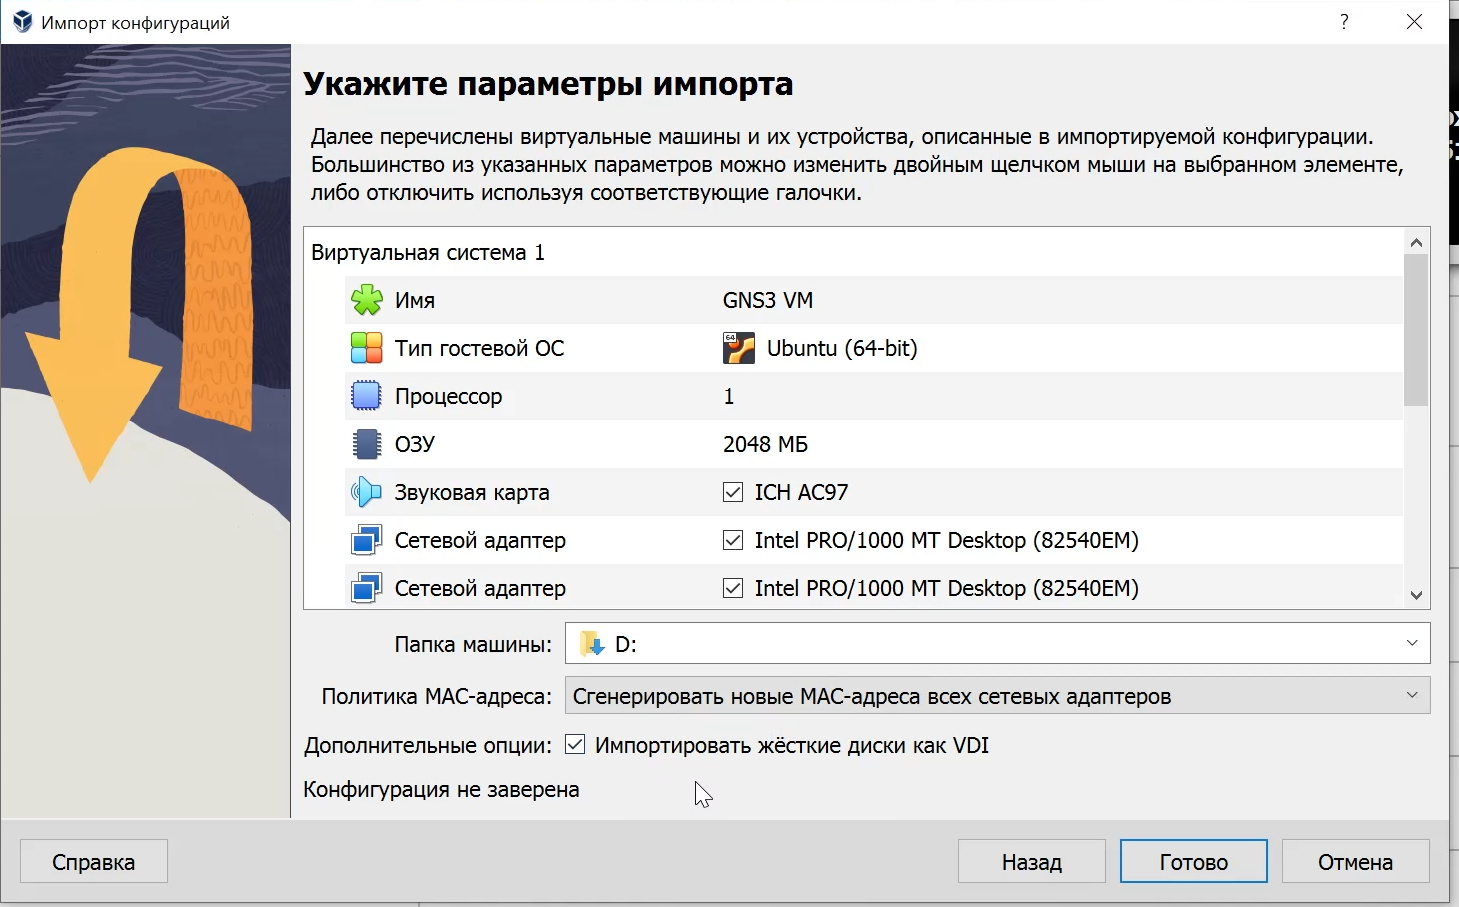 Импорт конфигураций
?
Укажите параметры импорта
Далее перечислены виртуальные машины и их устройства, описанные в импортируемой конфигурации.
Большинство из указанных параметров можно изменить двойным щелчком мыши на выбранном элементе,
либо отключить используя соответствующие галочки.
Виртуальная система 1
Имя GNS3 VM
Тип гостевой ОС 64 Ubuntu (64-bit)
Процессор 1
ОЗУ 2048 МБ
Звуковая карта ICH AC97
Сетевой адаптер Intel PRO/1000 MT Desktop (82540EM)
Сетевой адаптер Intel PRO/1000 MT Desktop (82540EM)
Папка машины: D:
Политика MAC-адреса: Сгенерировать новые MAC-адреса всех сетевых адаптеров
Дополнительные опции: Импортировать жёсткие диски как VDI
Конфигурация не заверена
Справка Назад Готово Отмена